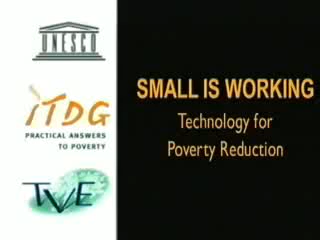 UNESCO
iTDG
PRACTICAL ANSWERS
TO POVERTY
TVE
SMALL IS WORKING
Technology for
Poverty Reduction